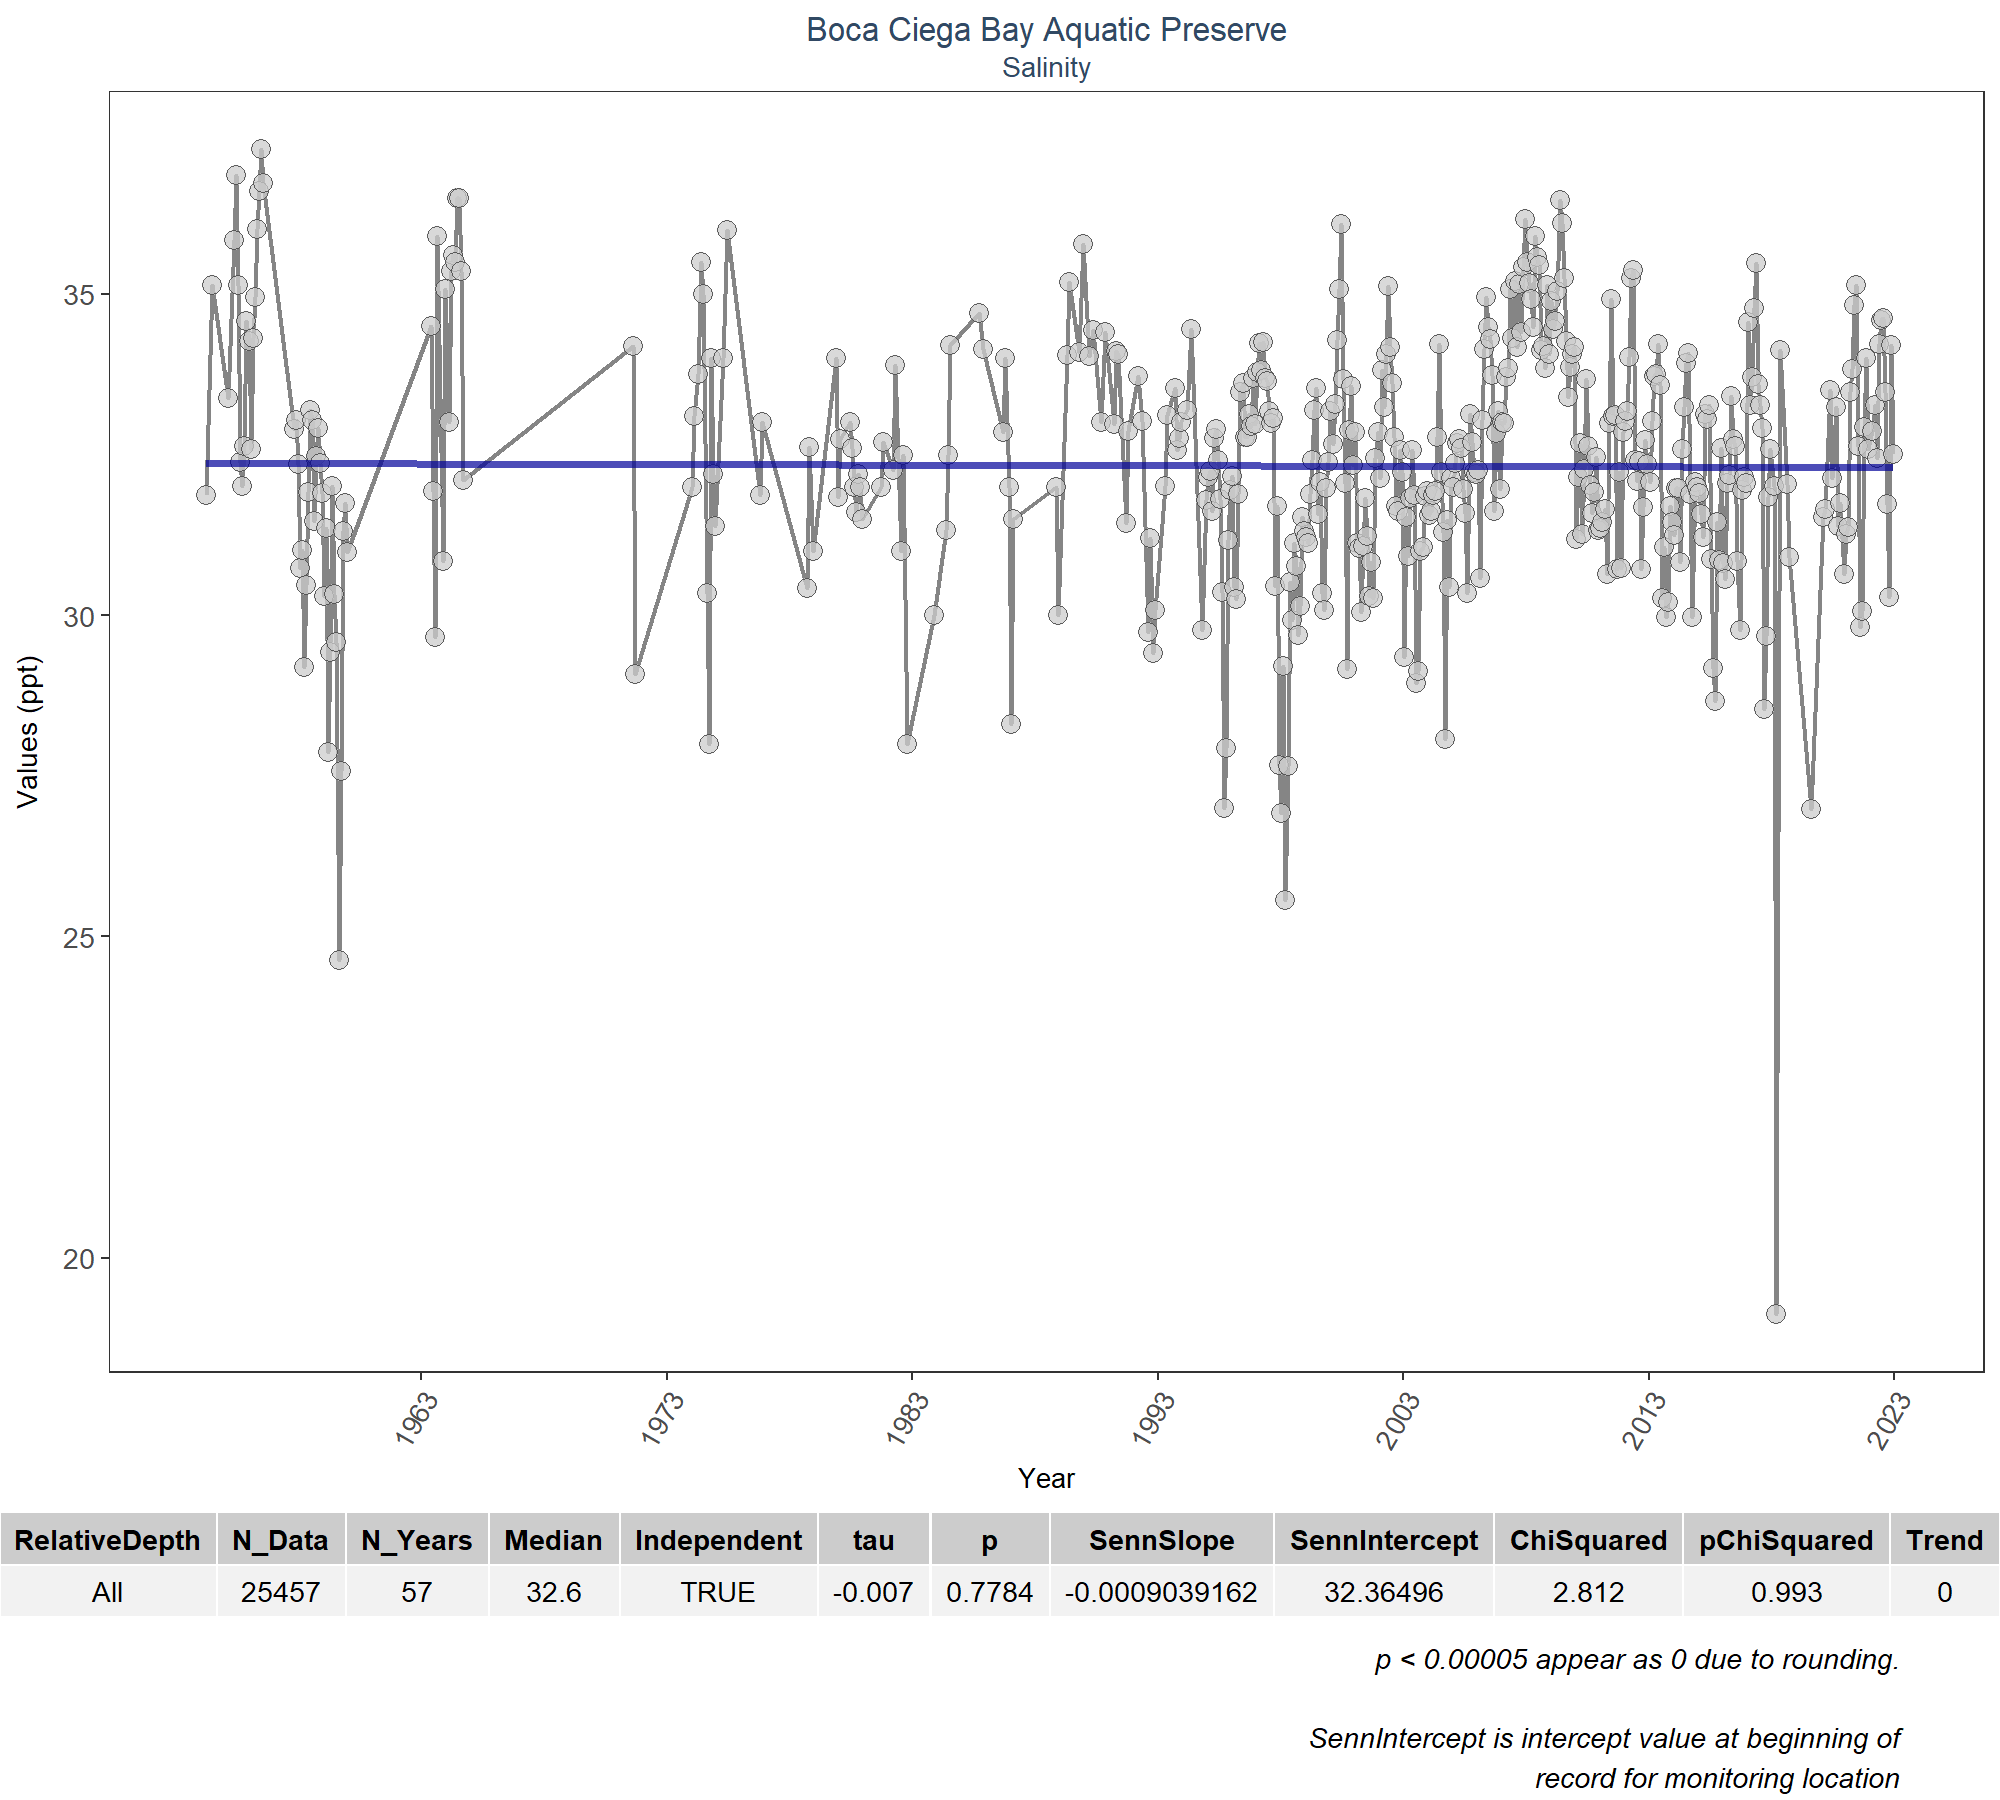 Boca Ciega Bay Aquatic Preserve
Salinity
35
30
25
20
Values (ppt)
1963 1973 1983 1993 2003 2013 2023
Year
RelativeDepth N_Data N_Years Median Independent tau p SennSlope SennIntercept ChiSquared pChiSquared Trend
All 25457 57 32.6 TRUE -0.007 0.7784 -0.0009039162 32.36496 2.812 0.993 0
p < 0.00005 appear as 0 due to rounding.
SennIntercept is intercept value at beginning of
record for monitoring location